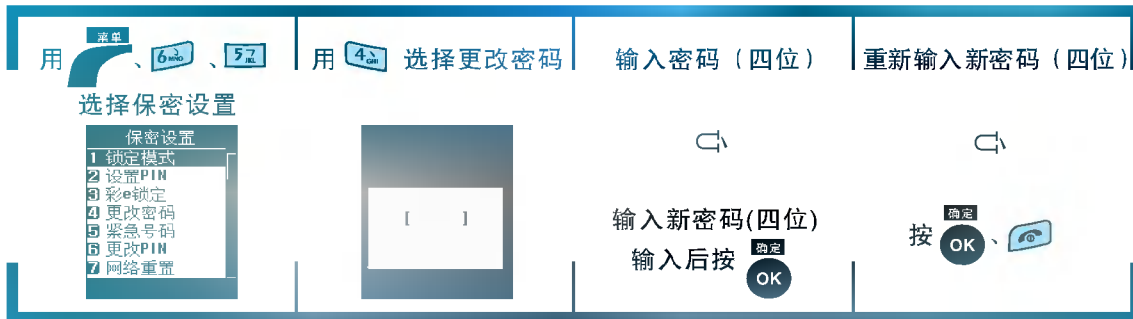 菜单
用 、6 MNO 、5 JKL
选择保密设置
保密设置
1 锁定模式
2 设置PIN
3 彩e锁定
4 更改密码
5 紧急号码
6 更改PIN
7 网络重置
用 4 GHI 选择更改密码
[ ]
输入密码（四位）
输入新密码(四位)
输入后按 确定
OK
重新输入新密码（四位）
确定
按 OK 、